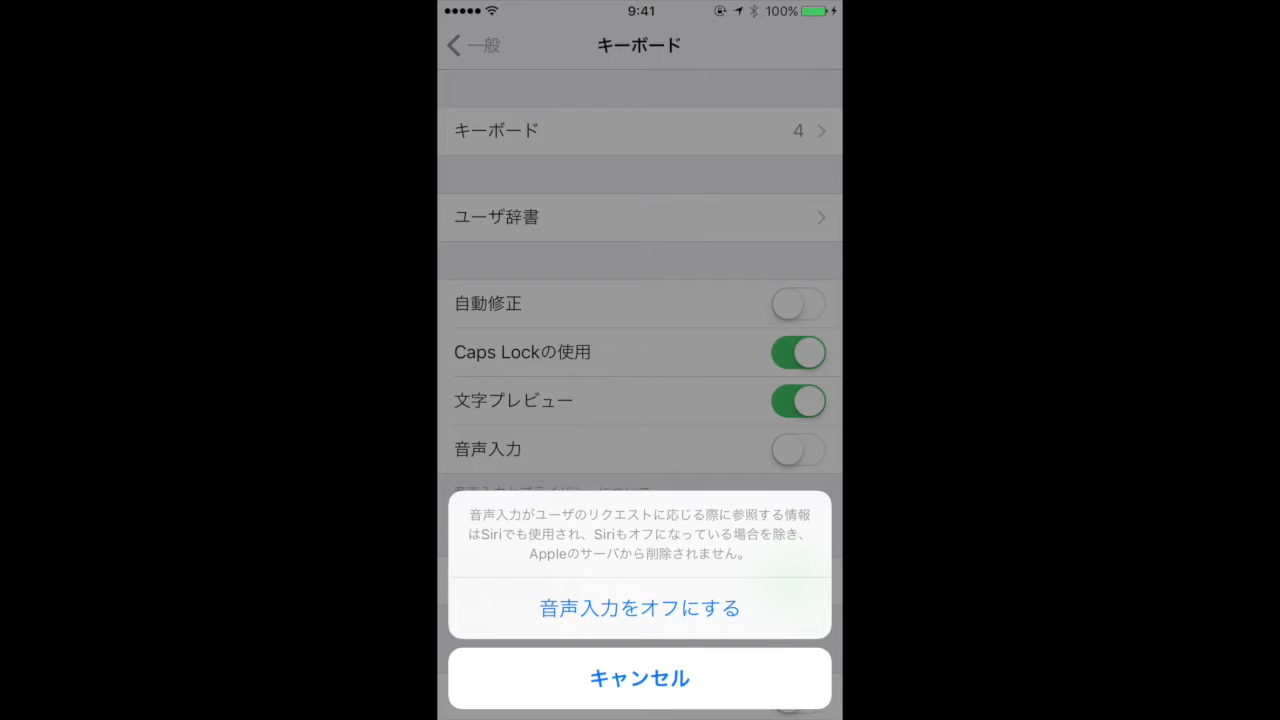 9:41
100%
一般
キーボード
キーボード 4
ユーザ辞書
自動修正
Caps Lockの使用
文字プレビュー
音声入力
音声入力がユーザのリクエストに応じる際に参照する情報
はSiriでも使用され、Siriもオフになっている場合を除き、
Appleのサーバから削除されません。
音声入力をオフにする
キャンセル